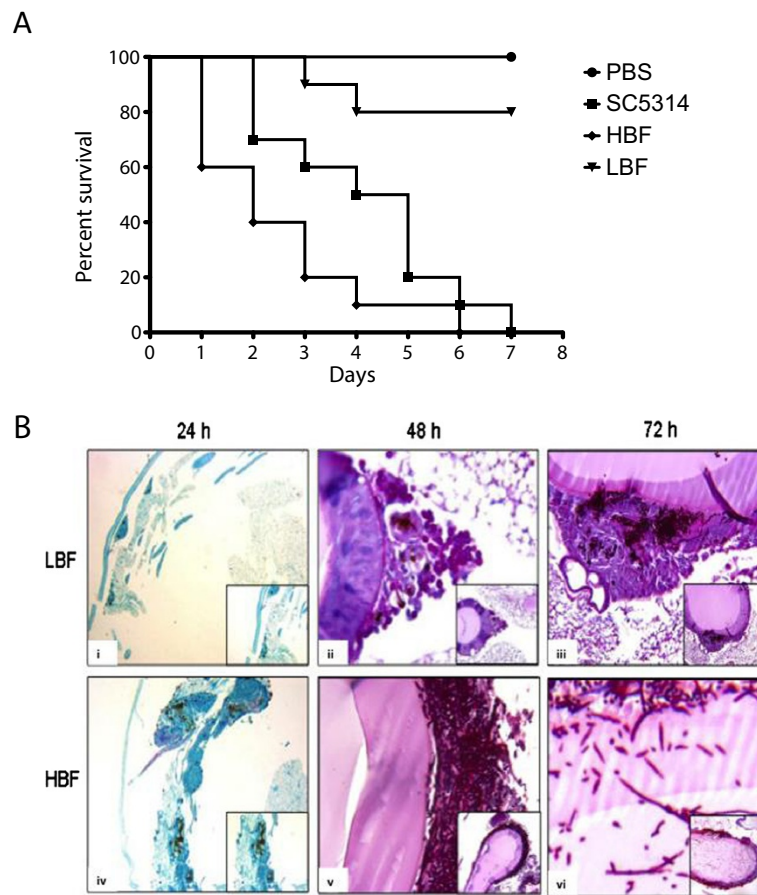 A
100
80
60
40
20
0
Percent survival
0 1 2 3 4 5 6 7 8
Days
PBS
SC5314
HBF
LBF
B
24 h 48 h 72 h
LBF
i ii iii
HBF
iv v vi